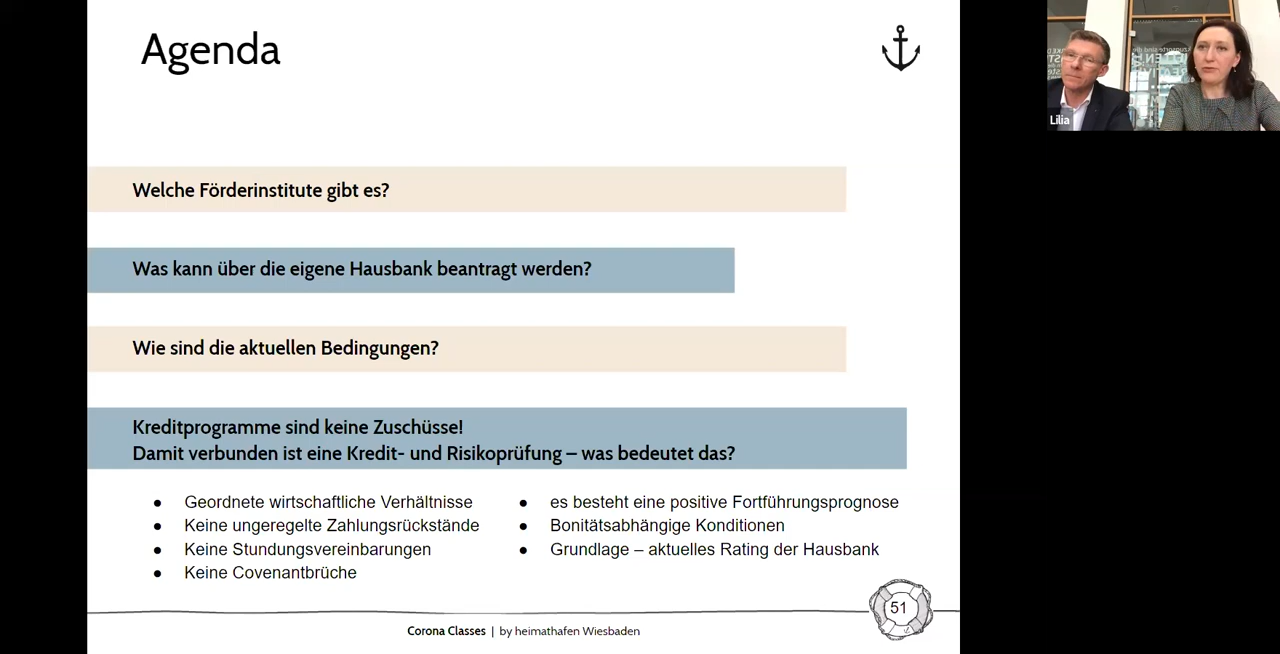 Agenda
Welche Förderinstitute gibt es?
Was kann über die eigene Hausbank beantragt werden?
Wie sind die aktuellen Bedingungen?
Kreditprogramme sind keine Zuschüsse!
Damit verbunden ist eine Kredit- und Risikoprüfung – was bedeutet das?
● Geordnete wirtschaftliche Verhältnisse
● Keine ungeregelte Zahlungsrückstände
● Keine Stundungsvereinbarungen
● Keine Covenantbrüche
● es besteht eine positive Fortführungsprognose
● Bonitätsabhängige Konditionen
● Grundlage – aktuelles Rating der Hausbank
51
Corona Classes | by heimathafen Wiesbaden
Lilia